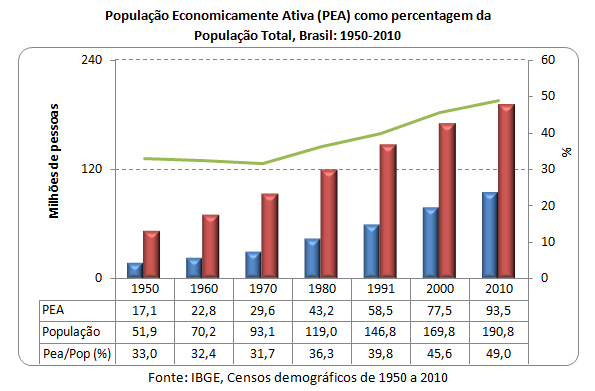 População Economicamente Ativa (PEA) como percentagem da
População Total, Brasil: 1950-2010
240
120
0
Milhões de pessoas
60
50
40
30
20
10
0
%
1950 1960 1970 1980 1991 2000 2010
PEA 17,1 22,8 29,6 43,2 58,5 77,5 93,5
População 51,9 70,2 93,1 119,0 146,8 169,8 190,8
Pea/Pop (%) 33,0 32,4 31,7 36,3 39,8 45,6 49,0
Fonte: IBGE, Censos demográficos de 1950 a 2010